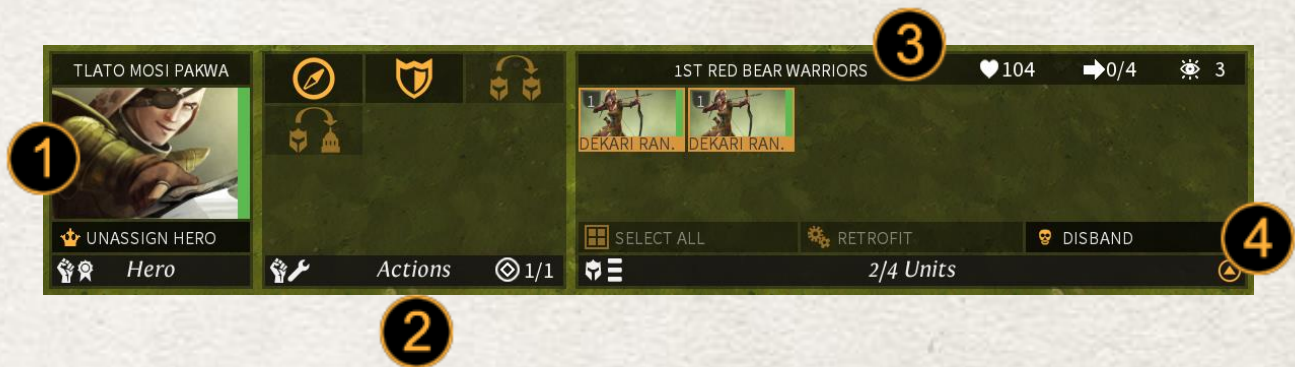 3
TLATO MOSI PAKWA
1ST RED BEAR WARRIORS
104
0/4
3
1
1
1
DEKARI RAN.
DEKARI RAN.
UNASSIGN HERO
SELECT ALL
RETROFIT
DISBAND
4
Hero
Actions
1/1
2/4 Units
2